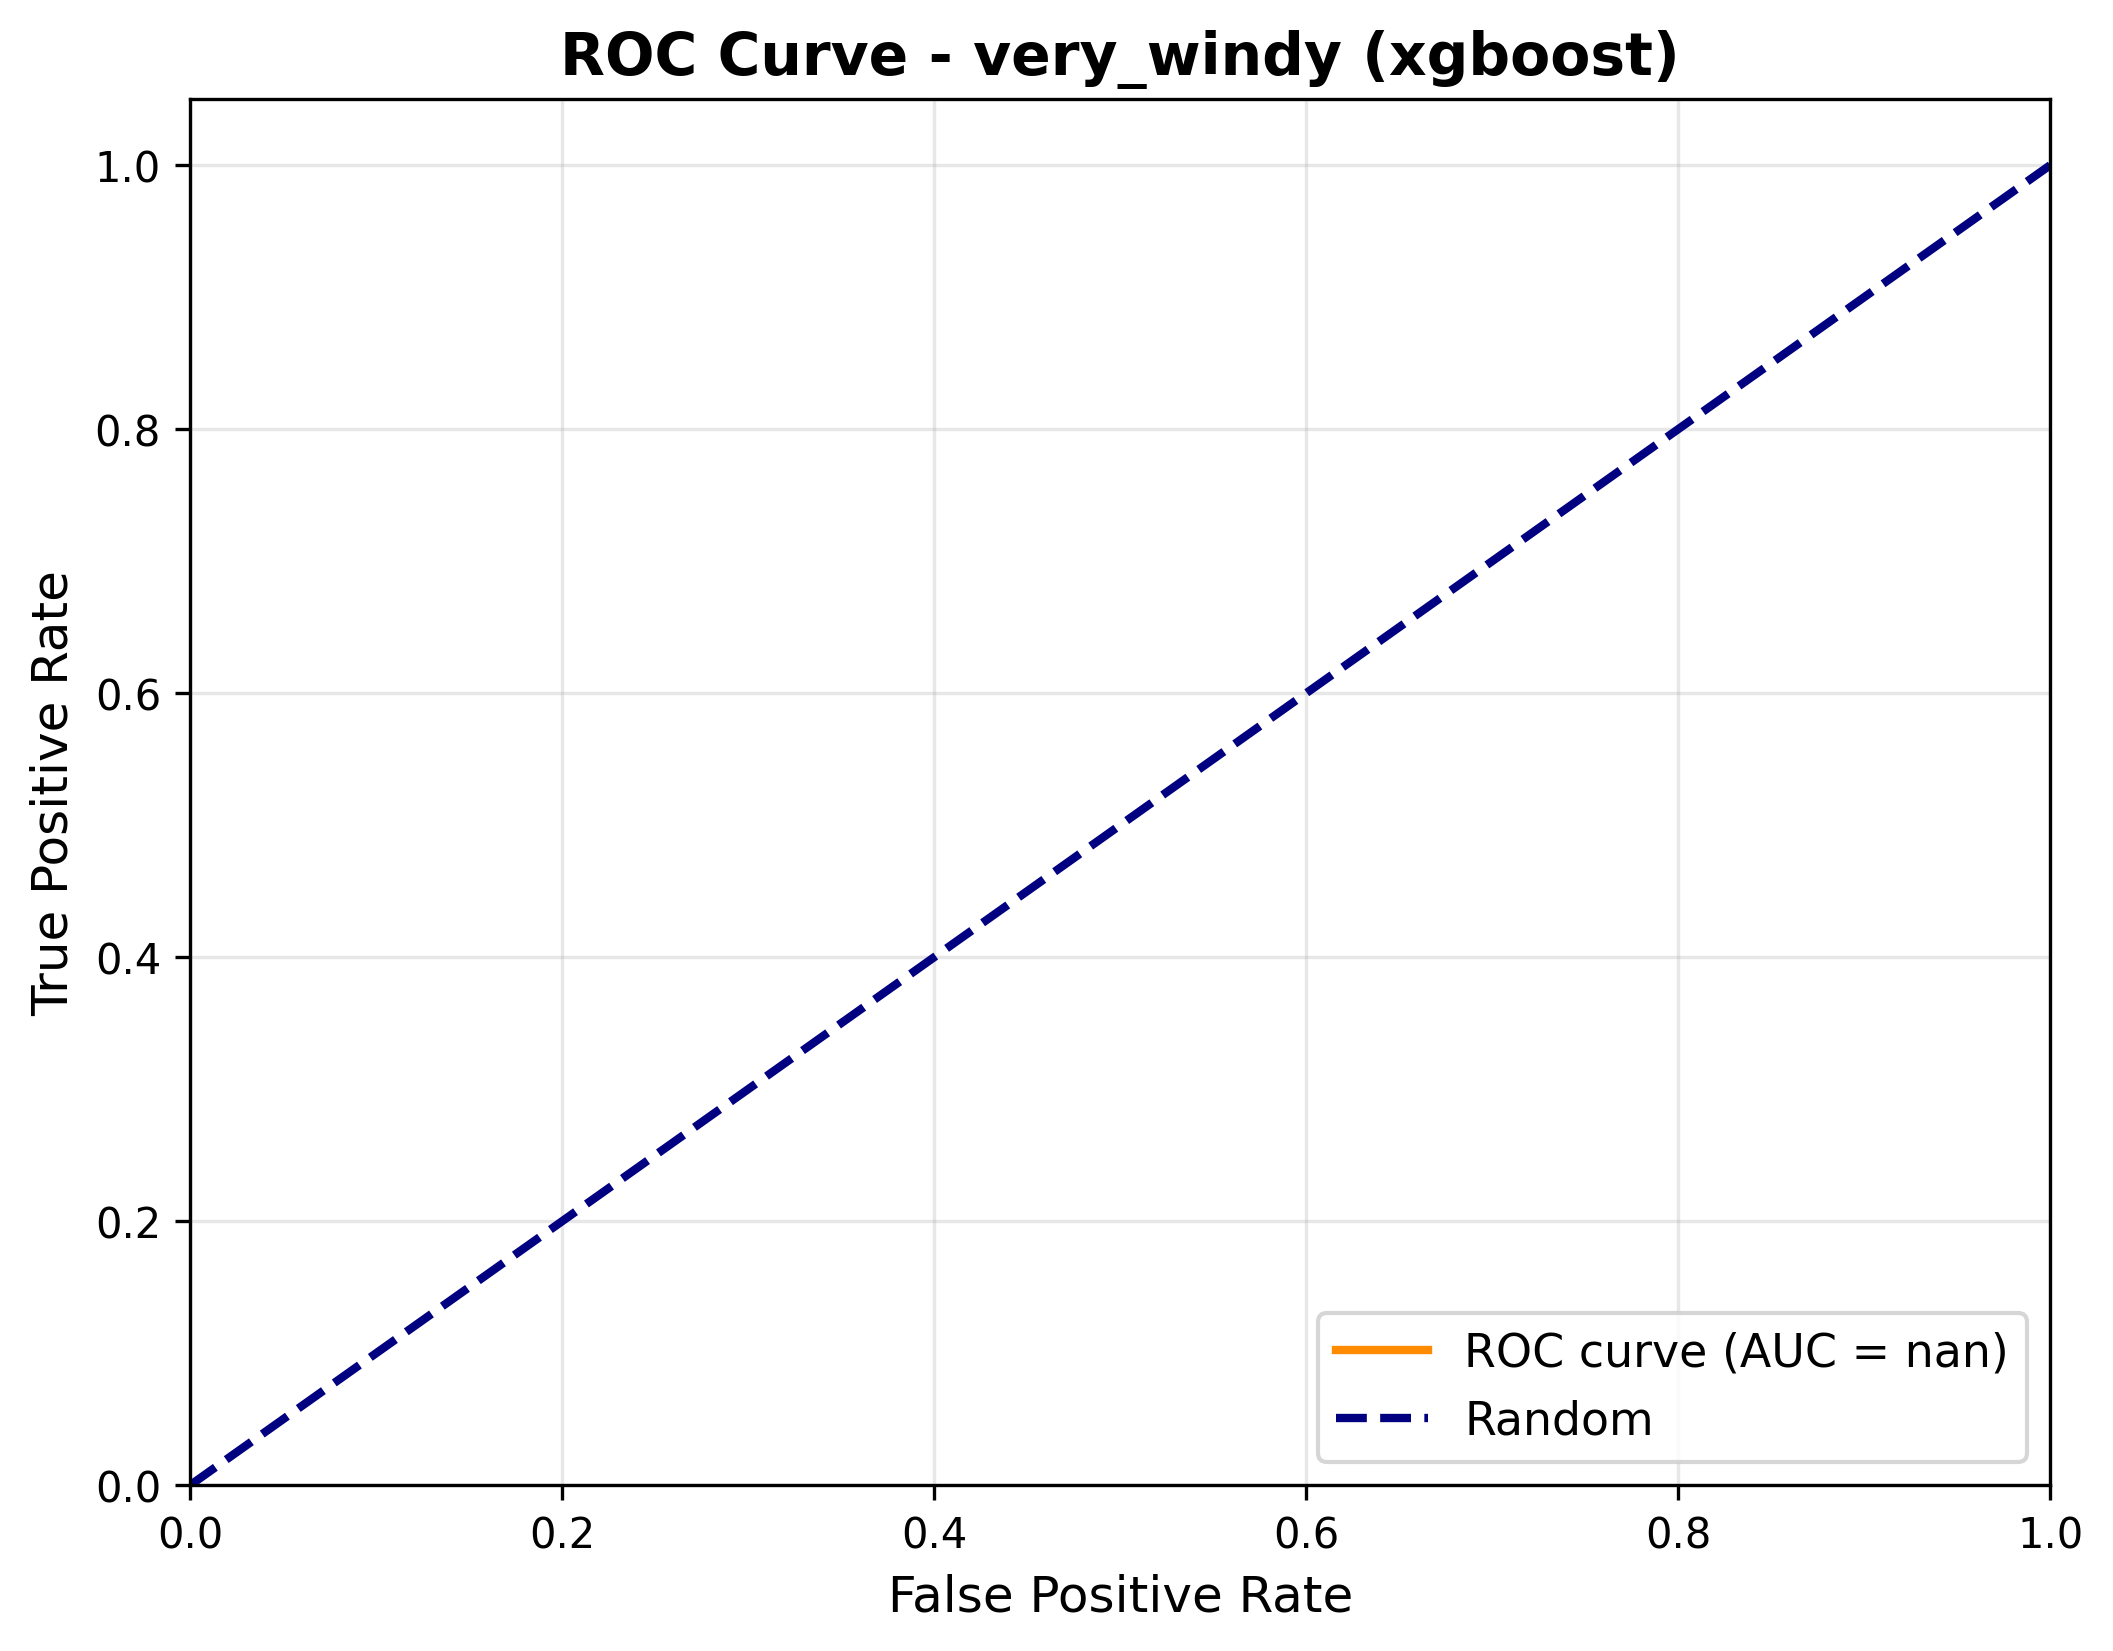 ROC Curve - very_windy (xgboost)
True Positive Rate
1.0
0.8
0.6
0.4
0.2
0.0
0.0 0.2 0.4 0.6 0.8 1.0
False Positive Rate
ROC curve (AUC = nan)
Random